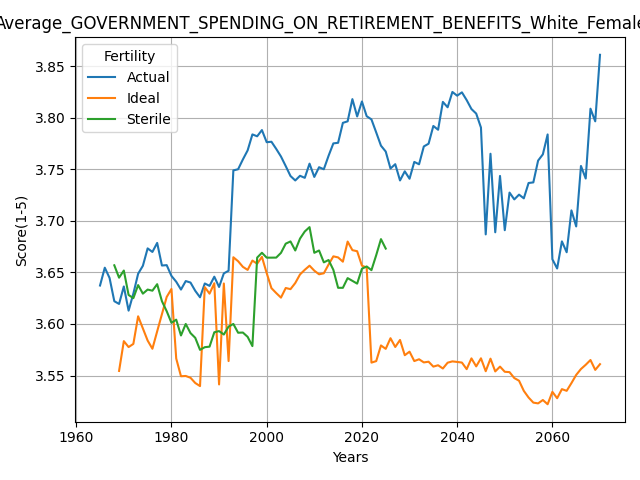 Average_GOVERNMENT_SPENDING_ON_RETIREMENT_BENEFITS_White_Female
Fertility
Actual
Ideal
Sterile
Score(1-5)
3.85
3.80
3.75
3.70
3.65
3.60
3.55
1960 1980 2000 2020 2040 2060
Years